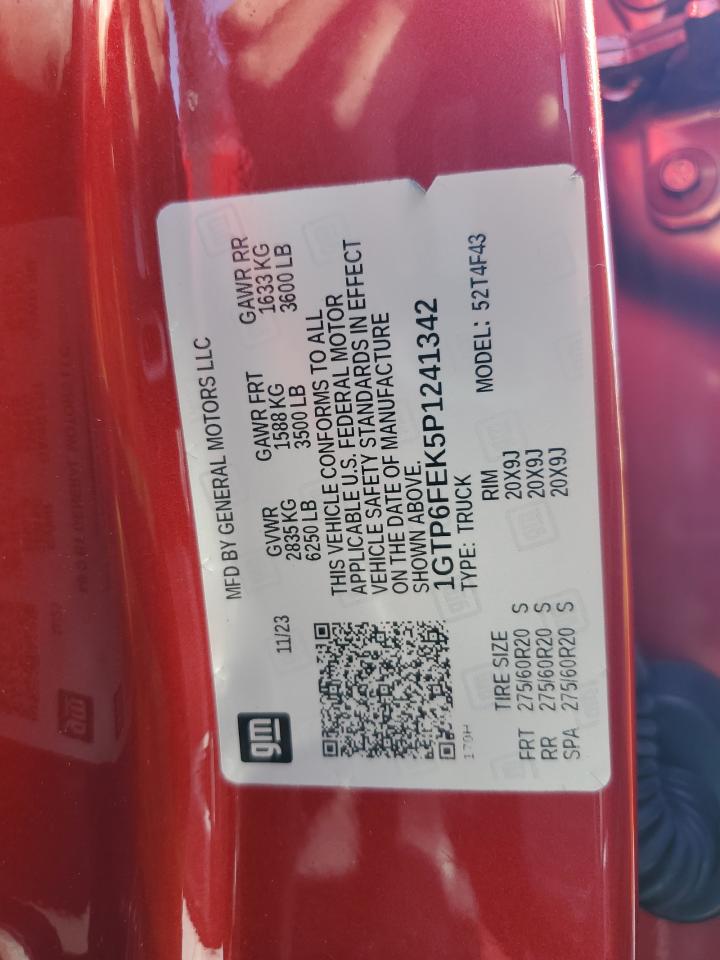 MFD BY GENERAL MOTORS LLC
gm
11/23
GVWR GAWR FRT GAWR RR
2835 KG 1588 KG 1633 KG
6250 LB 3500 LB 3600 LB
THIS VEHICLE CONFORMS TO ALL
APPLICABLE U.S. FEDERAL MOTOR
VEHICLE SAFETY STANDARDS IN EFFECT
ON THE DATE OF MANUFACTURE
SHOWN ABOVE.
1GTP6FEK5P1241342
TYPE: TRUCK MODEL: 52T4F43
TIRE SIZE RIM
FRT 275/60R20 S 20X9J
RR 275/60R20 S 20X9J
SPA 275/60R20 S 20X9J